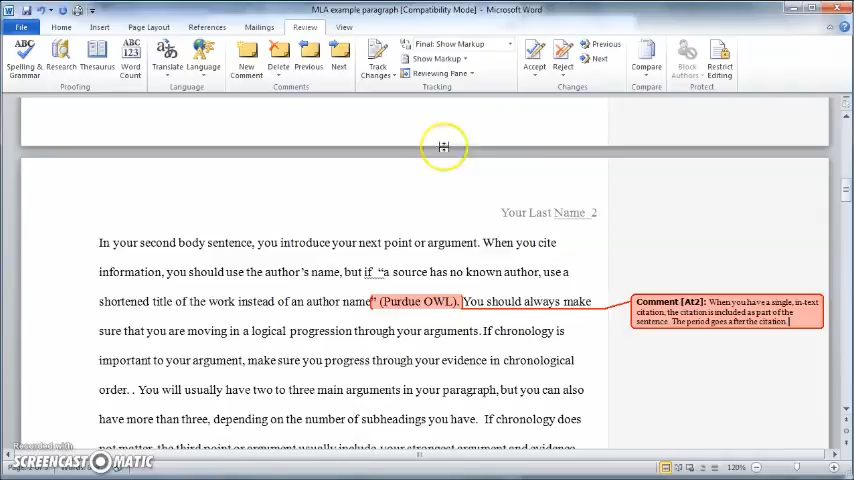 MLA example paragraph [Compatibility Mode] - Microsoft Word
File Home Insert Page Layout References Mailings Review View
Spelling & Grammar Research Thesaurus Word Count Translate Language New Comment Delete Previous Next Track Changes Final: Show Markup Show Markup Reviewing Pane Accept Reject Previous Next Compare Block Authors Restrict Editing
Proofing Language Comments Tracking Changes Compare Protect
Your Last Name 2
In your second body sentence, you introduce your next point or argument. When you cite
information, you should use the author's name, but if “a source has no known author, use a
shortened title of the work instead of an author name” (Purdue OWL). You should always make
sure that you are moving in a logical progression through your arguments. If chronology is
important to your argument, make sure you progress through your evidence in chronological
order. . You will usually have two to three main arguments in your paragraph, but you can also
have more than three, depending on the number of subheadings you have. If chronology does
not matter, the third point or argument usually include your strongest argument and evidence
Comment [At2]: When you have a single, in-text
citation, the citation is included as part of the
sentence. The period goes after the citation.
Recorded with
SCREENCAST-O-MATIC
120%